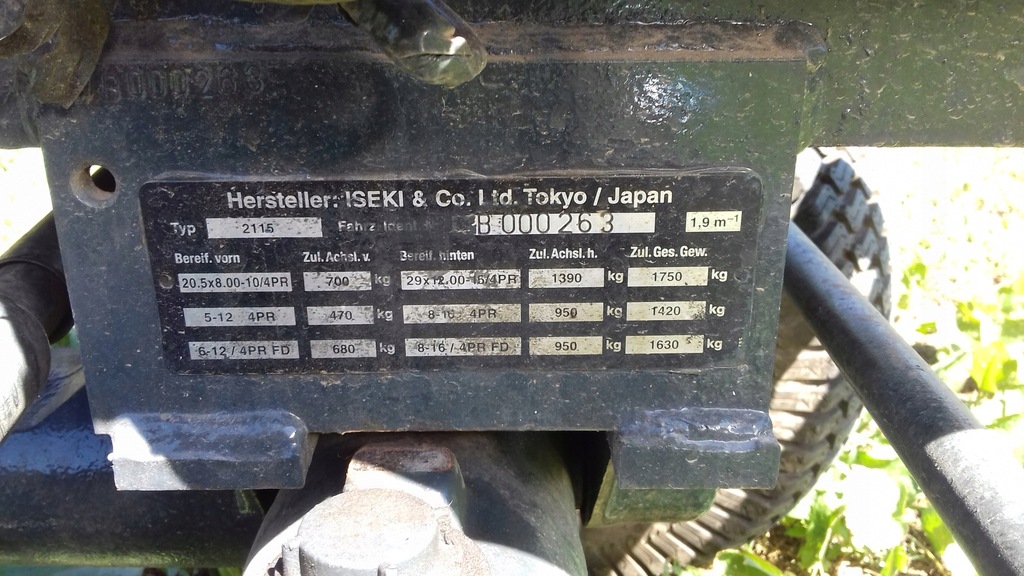 B000263
Hersteller: ISEKI & Co. Ltd. Tokyo / Japan
Typ 2115 Fahrz. Ident. B 000263 1,9 m⁻¹
Bereif. vorn Zul. Achsl. v. Bereif. hinten Zul. Achsl. h. Zul. Ges. Gew.
20.5x8.00-10/4PR 700 kg 29x12.00-15/4PR 1390 kg 1750 kg
5-12 4PR 470 kg 8-16 4PR 950 kg 1420 kg
6-12 / 4PR FD 680 kg 8-16 / 4PR FD 950 kg 1630 kg